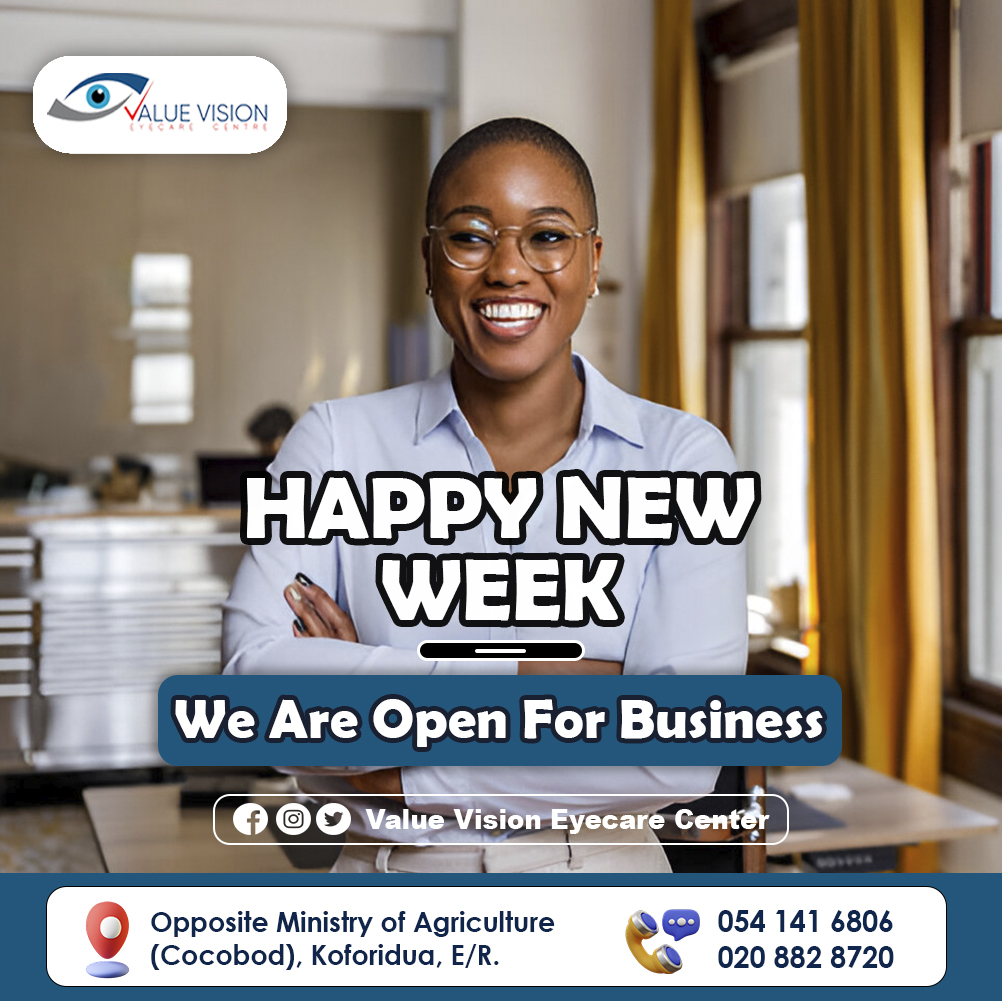 VALUE VISION
EYECARE CENTRE
HAPPY NEW
WEEK
We Are Open For Business
Value Vision Eyecare Center
Opposite Ministry of Agriculture
(Cocobod), Koforidua, E/R.
054 141 6806
020 882 8720